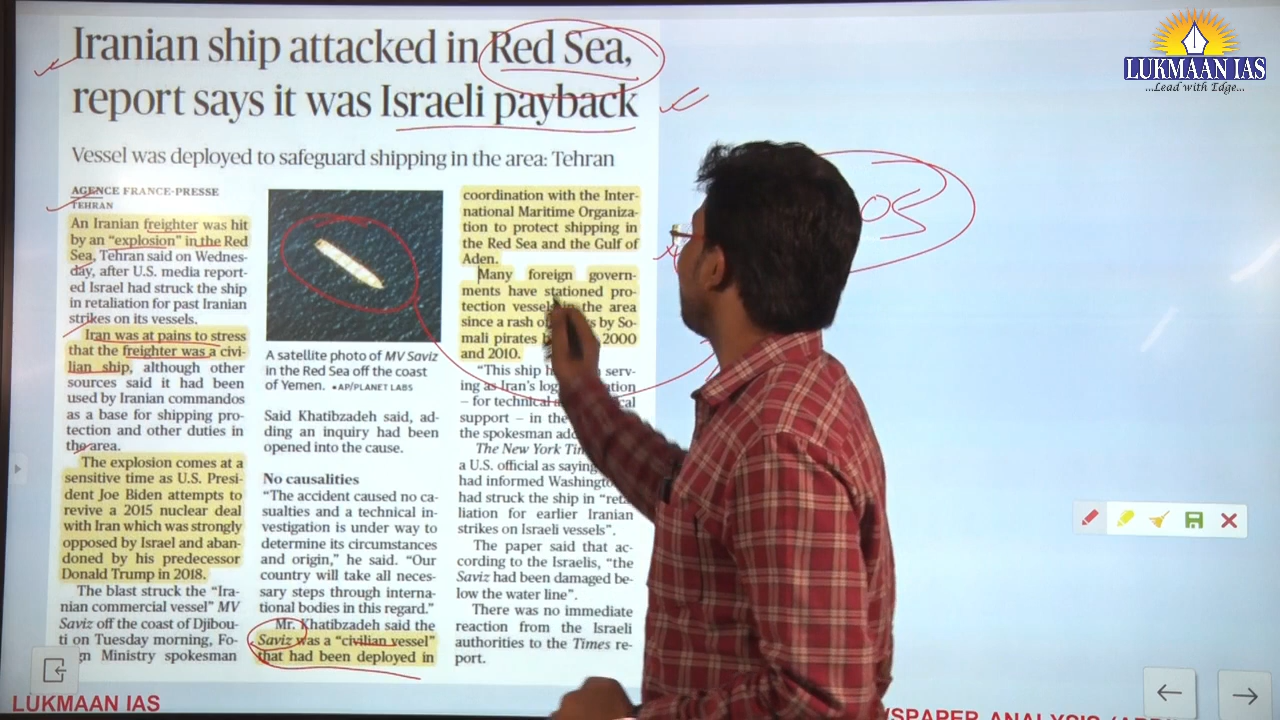 Iranian ship attacked in Red Sea,
report says it was Israeli payback
Vessel was deployed to safeguard shipping in the area: Tehran
AGENCE FRANCE-PRESSE
TEHRAN
An Iranian freighter was hit
by an “explosion” in the Red
Sea, Tehran said on Wednes-
day, after U.S. media report-
ed Israel had struck the ship
in retaliation for past Iranian
strikes on its vessels.
Iran was at pains to stress
that the freighter was a civi-
lian ship, although other
sources said it had been
used by Iranian commandos
as a base for shipping pro-
tection and other duties in
the area.
The explosion comes at a
sensitive time as U.S. Presi-
dent Joe Biden attempts to
revive a 2015 nuclear deal
with Iran which was strongly
opposed by Israel and aban-
doned by his predecessor
Donald Trump in 2018.
The blast struck the “Ira-
nian commercial vessel” MV
Saviz off the coast of Djibou-
ti on Tuesday morning, Fo-
Ministry spokesman
A satellite photo of MV Saviz
in the Red Sea off the coast
of Yemen. •AP/PLANET LABS
Said Khatibzadeh said, ad-
ding an inquiry had been
opened into the cause.
No causalities
“The accident caused no ca-
sualties and a technical in-
vestigation is under way to
determine its circumstances
and origin,” he said. “Our
country will take all neces-
sary steps through interna-
tional bodies in this regard.”
Mr. Khatibzadeh said the
Saviz was a “civilian vessel”
that had been deployed in
coordination with the Inter-
national Maritime Organiza-
tion to protect shipping in
the Red Sea and the Gulf of
Aden.
Many foreign govern-
ments have stationed pro-
tection vessels in the area
since a rash of by So-
mali pirates 2000
and 2010.
“This ship serv-
ing as Iran's
– for technical
support – in the
the spokesman
The New York
a U.S. official as saying
had informed Washington
had struck the ship in “reta-
liation for earlier Iranian
strikes on Israeli vessels”.
The paper said that ac-
cording to the Israelis, “the
Saviz had been damaged be-
low the water line”.
There was no immediate
reaction from the Israeli
authorities to the Times re-
port.
LUKMAAN IAS
...Lead with Edge...
LUKMAAN IAS